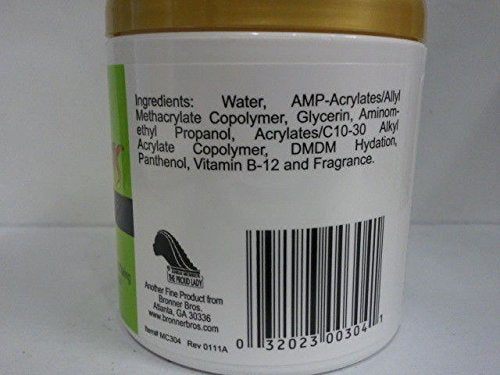 Ingredients: Water, AMP-Acrylates/Allyl
Methacrylate Copolymer, Glycerin, Aminom-
ethyl Propanol, Acrylates/C10-30 Alkyl
Acrylate Copolymer, DMDM Hydation,
Panthenol, Vitamin B-12 and Fragrance.
THE PROUD LADY
Another Fine Product from
Bronner Bros.
Atlanta, GA 30336
www.bronnerbros.com
Item# MC304 Rev 0111A
0 32023 00304 1